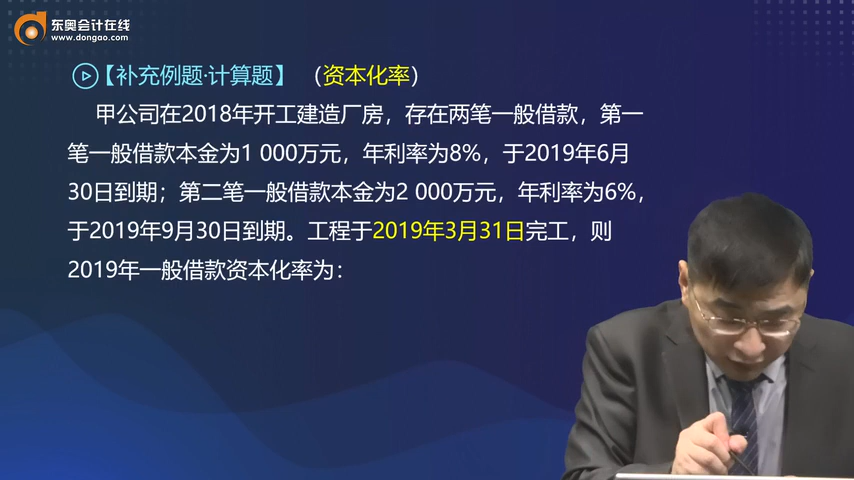 东奥会计在线
www.dongao.com
【补充例题·计算题】（资本化率）
甲公司在2018年开工建造厂房，存在两笔一般借款，第一
笔一般借款本金为1 000万元，年利率为8%，于2019年6月
30日到期；第二笔一般借款本金为2 000万元，年利率为6%，
于2019年9月30日到期。工程于2019年3月31日完工，则
2019年一般借款资本化率为：